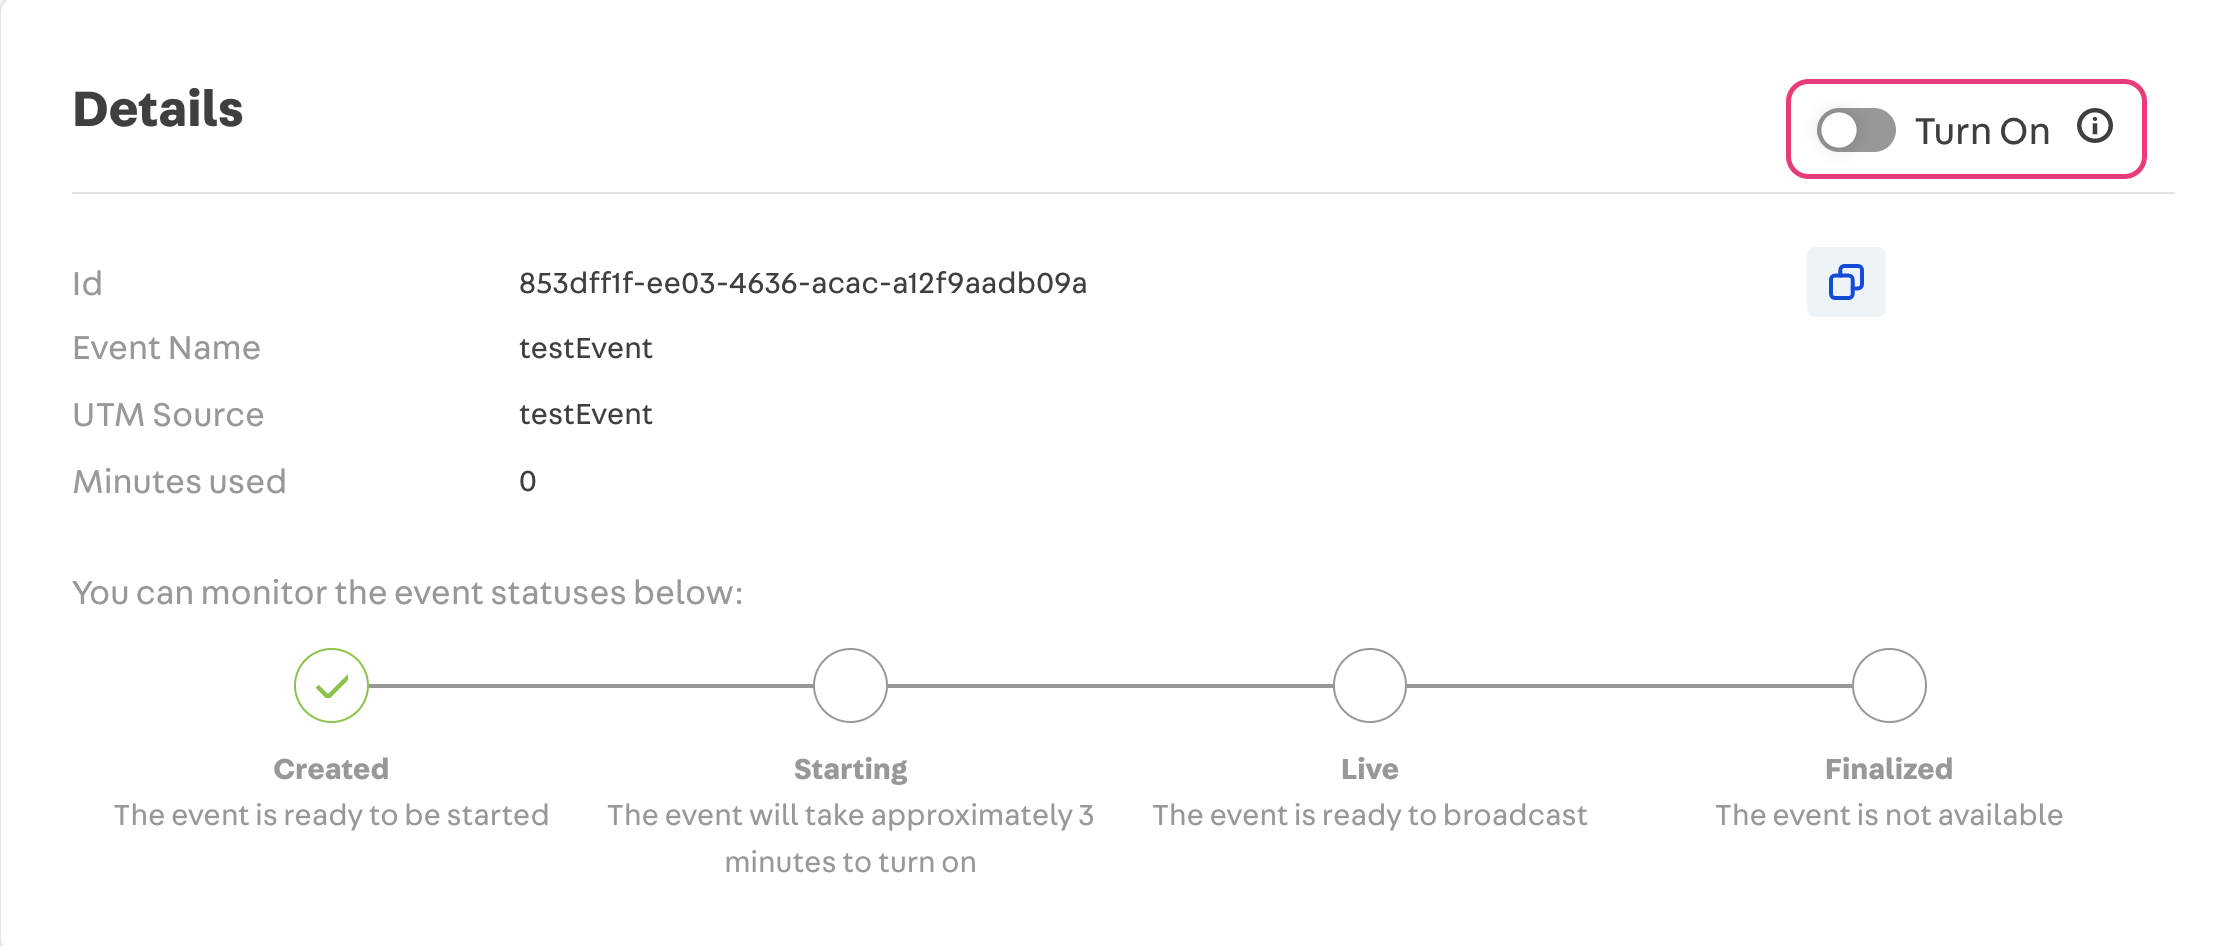 Details
Turn On
Id
853dff1f-ee03-4636-acac-a12f9aadb09a
Event Name
testEvent
UTM Source
testEvent
Minutes used
0
You can monitor the event statuses below:
Created
The event is ready to be started
Starting
The event will take approximately 3
minutes to turn on
Live
The event is ready to broadcast
Finalized
The event is not available